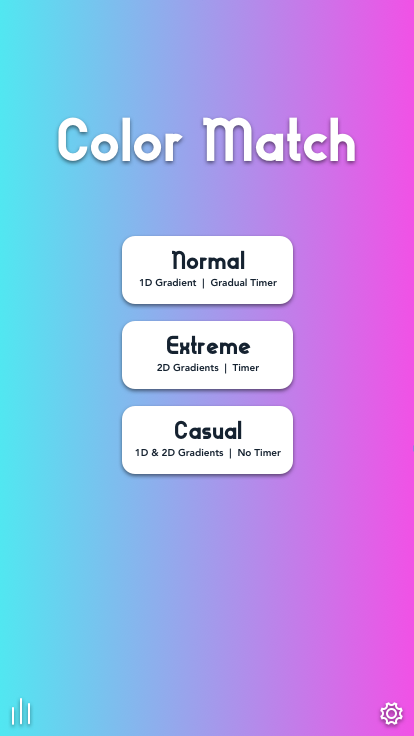 Color Match
Normal
1D Gradient | Gradual Timer
Extreme
2D Gradients | Timer
Casual
1D & 2D Gradients | No Timer